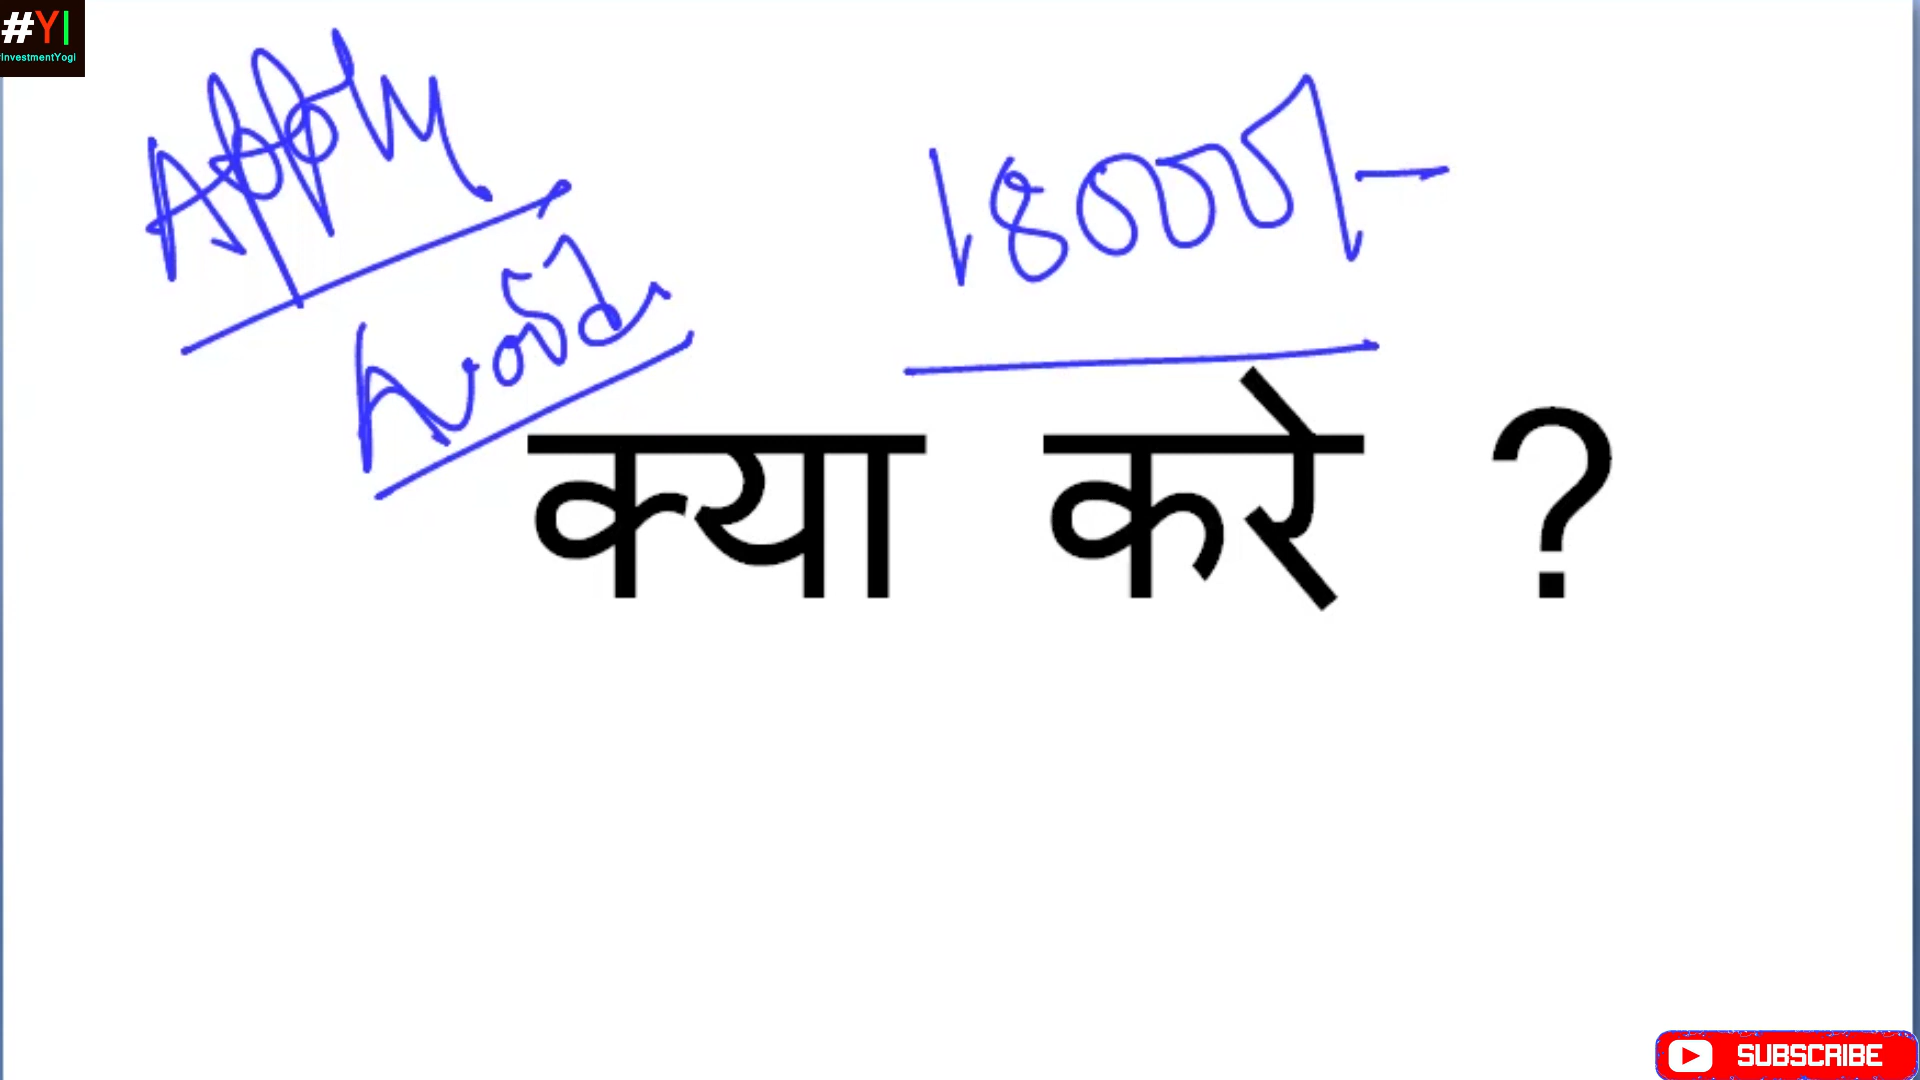 #YI
InvestmentYogi
Apply
Avoid
18000/-
क्या करे ?
SUBSCRIBE